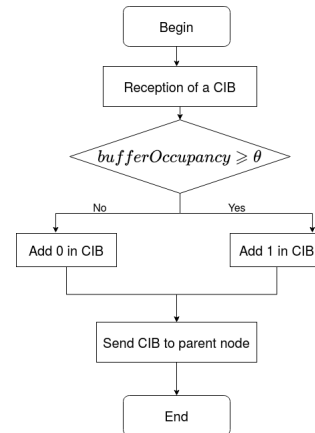 Begin
Reception of a CIB
bufferOccupancy ⩾ θ
No Yes
Add 0 in CIB Add 1 in CIB
Send CIB to parent node
End